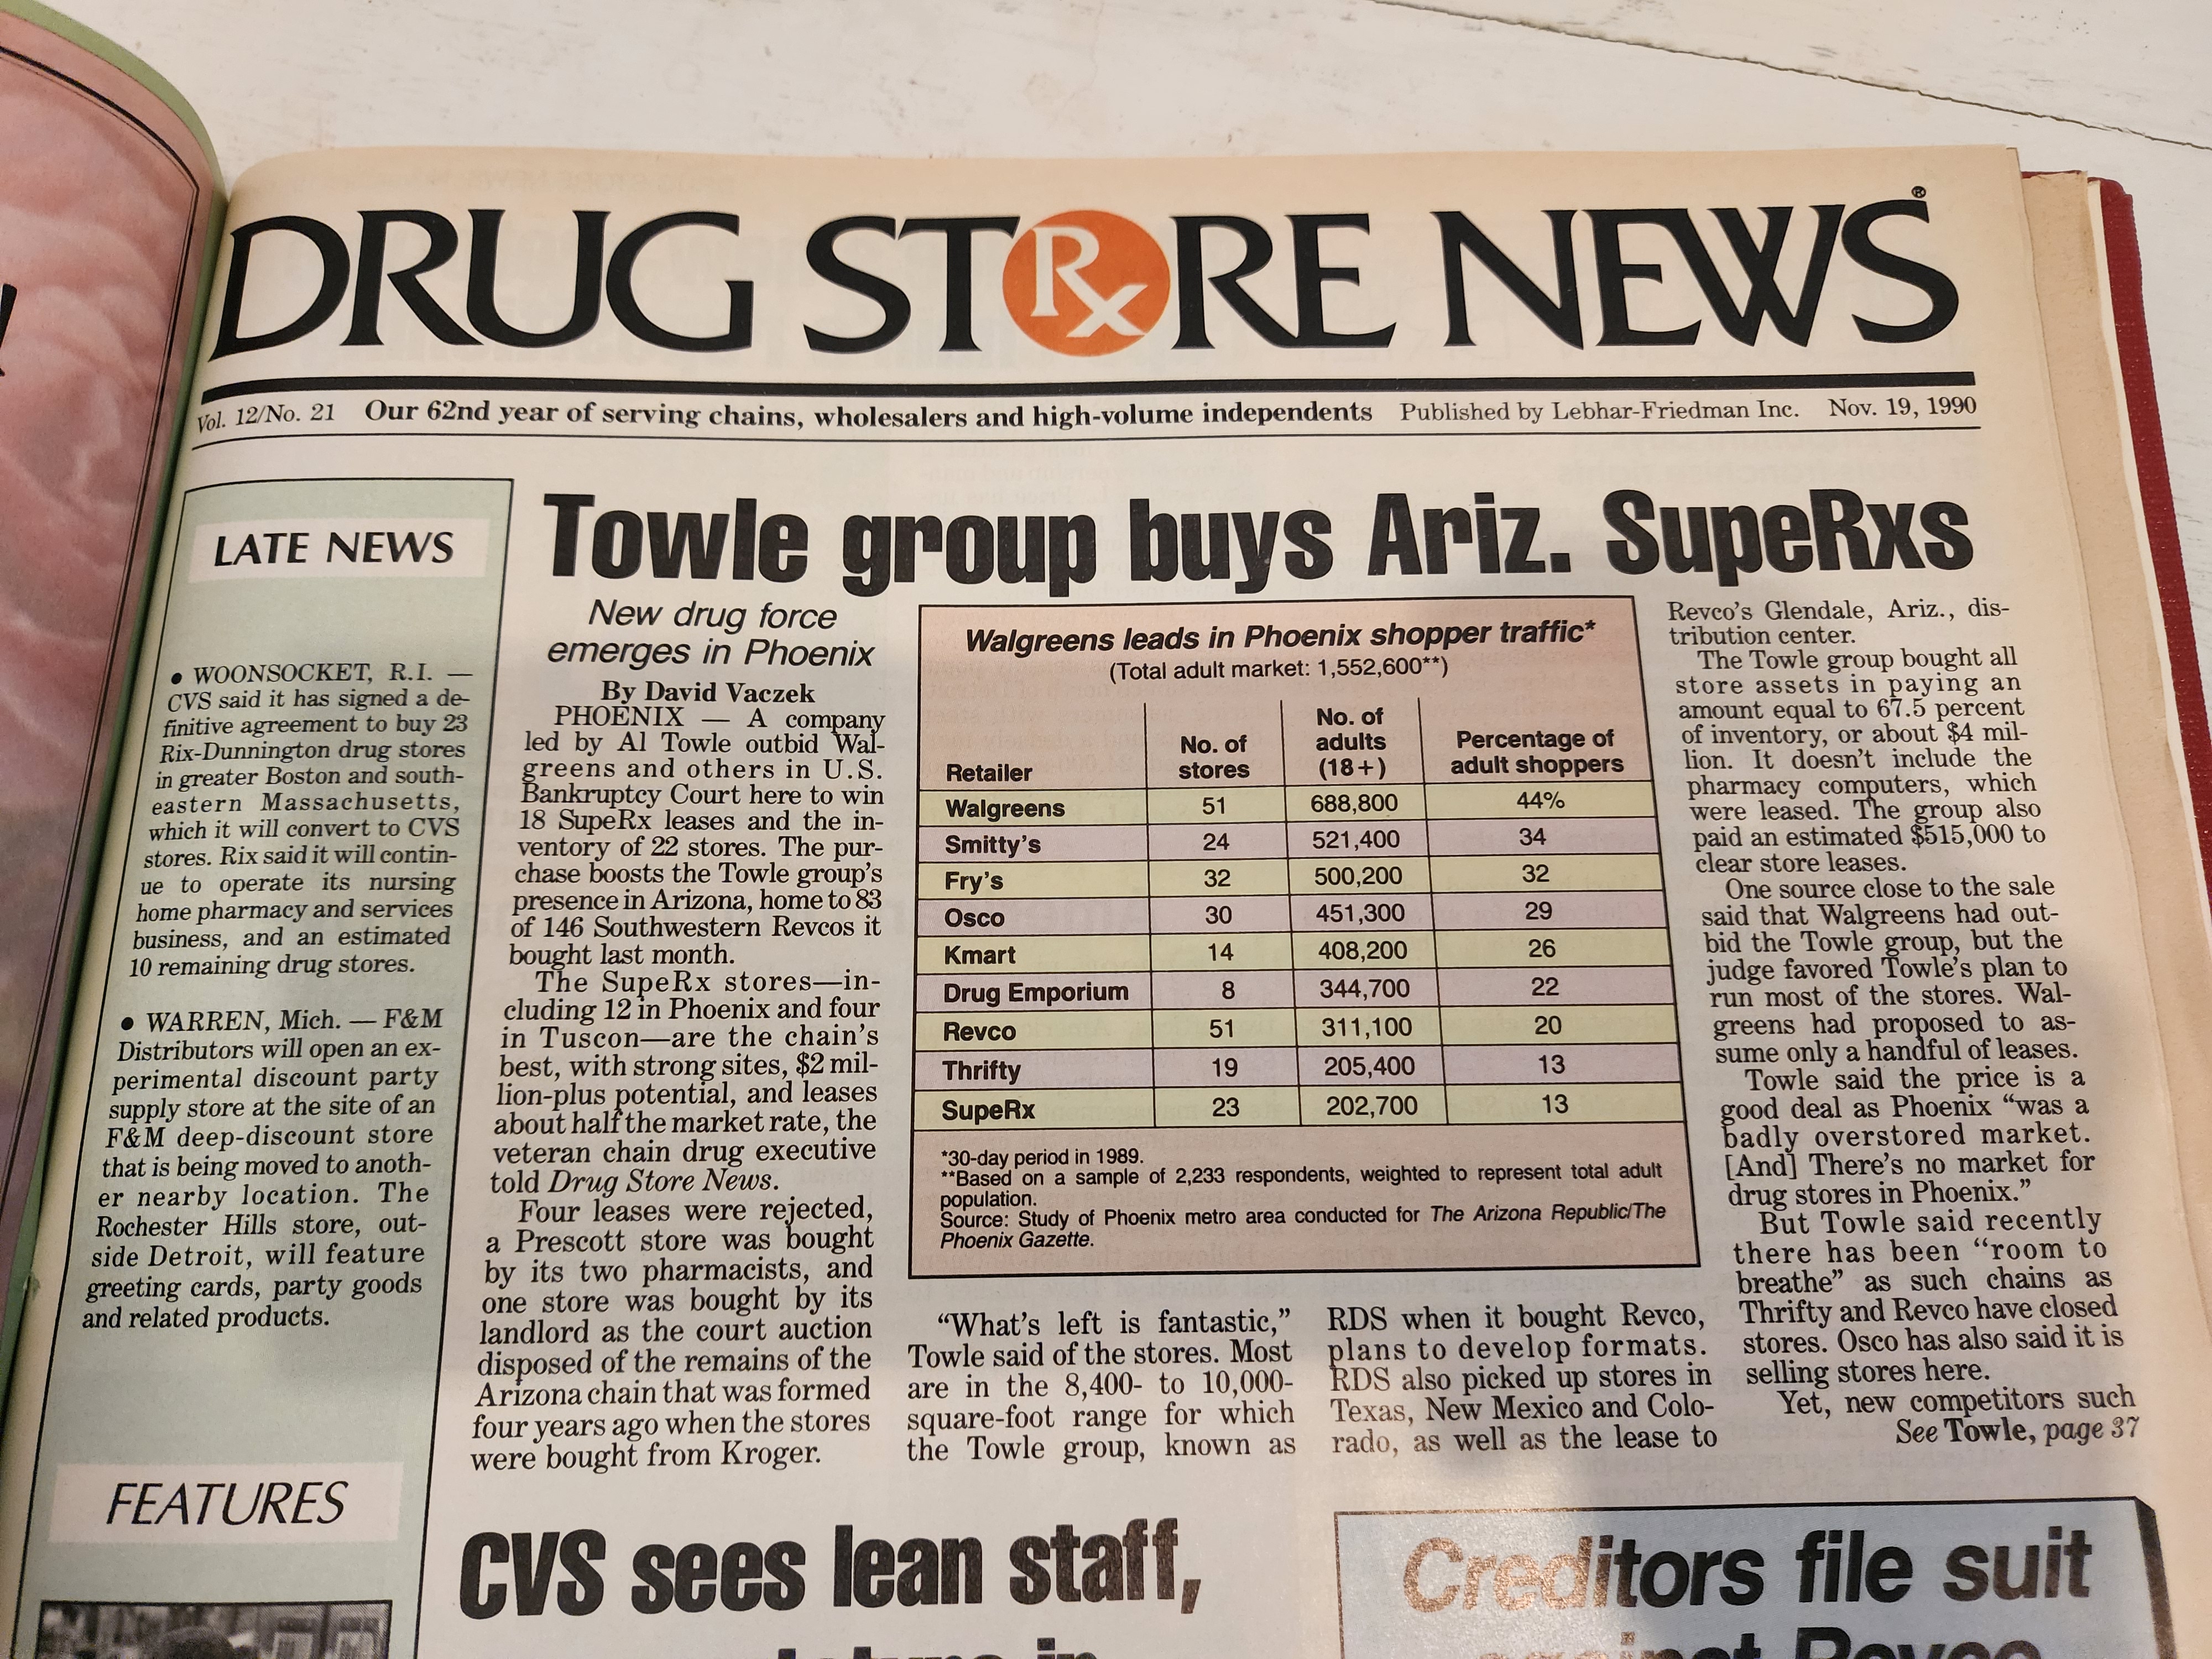 DRUG STORE NEWS®
Vol. 12/No. 21 Our 62nd year of serving chains, wholesalers and high-volume independents Published by Lebhar-Friedman Inc. Nov. 19, 1990
LATE NEWS
• WOONSOCKET, R.I. —
CVS said it has signed a de-
finitive agreement to buy 23
Rix-Dunnington drug stores
in greater Boston and south-
eastern Massachusetts,
which it will convert to CVS
stores. Rix said it will contin-
ue to operate its nursing
home pharmacy and services
business, and an estimated
10 remaining drug stores.
• WARREN, Mich. — F&M
Distributors will open an ex-
perimental discount party
supply store at the site of an
F&M deep-discount store
that is being moved to anoth-
er nearby location. The
Rochester Hills store, out-
side Detroit, will feature
greeting cards, party goods
and related products.
FEATURES
Towle group buys Ariz. SupeRxs
New drug force
emerges in Phoenix
By David Vaczek
PHOENIX — A company
led by Al Towle outbid Wal-
greens and others in U.S.
Bankruptcy Court here to win
18 SupeRx leases and the in-
ventory of 22 stores. The pur-
chase boosts the Towle group's
presence in Arizona, home to 83
of 146 Southwestern Revcos it
bought last month.
The SupeRx stores—in-
cluding 12 in Phoenix and four
in Tuscon—are the chain's
best, with strong sites, $2 mil-
lion-plus potential, and leases
about half the market rate, the
veteran chain drug executive
told Drug Store News.
Four leases were rejected,
a Prescott store was bought
by its two pharmacists, and
one store was bought by its
landlord as the court auction
disposed of the remains of the
Arizona chain that was formed
four years ago when the stores
were bought from Kroger.
Walgreens leads in Phoenix shopper traffic*
(Total adult market: 1,552,600**)
Retailer No. of stores No. of adults (18+) Percentage of adult shoppers
Walgreens 51 688,800 44%
Smitty's 24 521,400 34
Fry's 32 500,200 32
Osco 30 451,300 29
Kmart 14 408,200 26
Drug Emporium 8 344,700 22
Revco 51 311,100 20
Thrifty 19 205,400 13
SupeRx 23 202,700 13
*30-day period in 1989.
**Based on a sample of 2,233 respondents, weighted to represent total adult
population.
Source: Study of Phoenix metro area conducted for The Arizona Republic/The
Phoenix Gazette.
"What's left is fantastic,"
Towle said of the stores. Most
are in the 8,400- to 10,000-
square-foot range for which
the Towle group, known as
RDS when it bought Revco,
plans to develop formats.
RDS also picked up stores in
Texas, New Mexico and Colo-
rado, as well as the lease to
Revco's Glendale, Ariz., dis-
tribution center.
The Towle group bought all
store assets in paying an
amount equal to 67.5 percent
of inventory, or about $4 mil-
lion. It doesn't include the
pharmacy computers, which
were leased. The group also
paid an estimated $515,000 to
clear store leases.
One source close to the sale
said that Walgreens had out-
bid the Towle group, but the
judge favored Towle's plan to
run most of the stores. Wal-
greens had proposed to as-
sume only a handful of leases.
Towle said the price is a
good deal as Phoenix "was a
badly overstored market.
[And] There's no market for
drug stores in Phoenix."
But Towle said recently
there has been "room to
breathe" as such chains as
Thrifty and Revco have closed
stores. Osco has also said it is
selling stores here.
Yet, new competitors such
See Towle, page 37
CVS sees lean staff,
Creditors file suit
against Revco